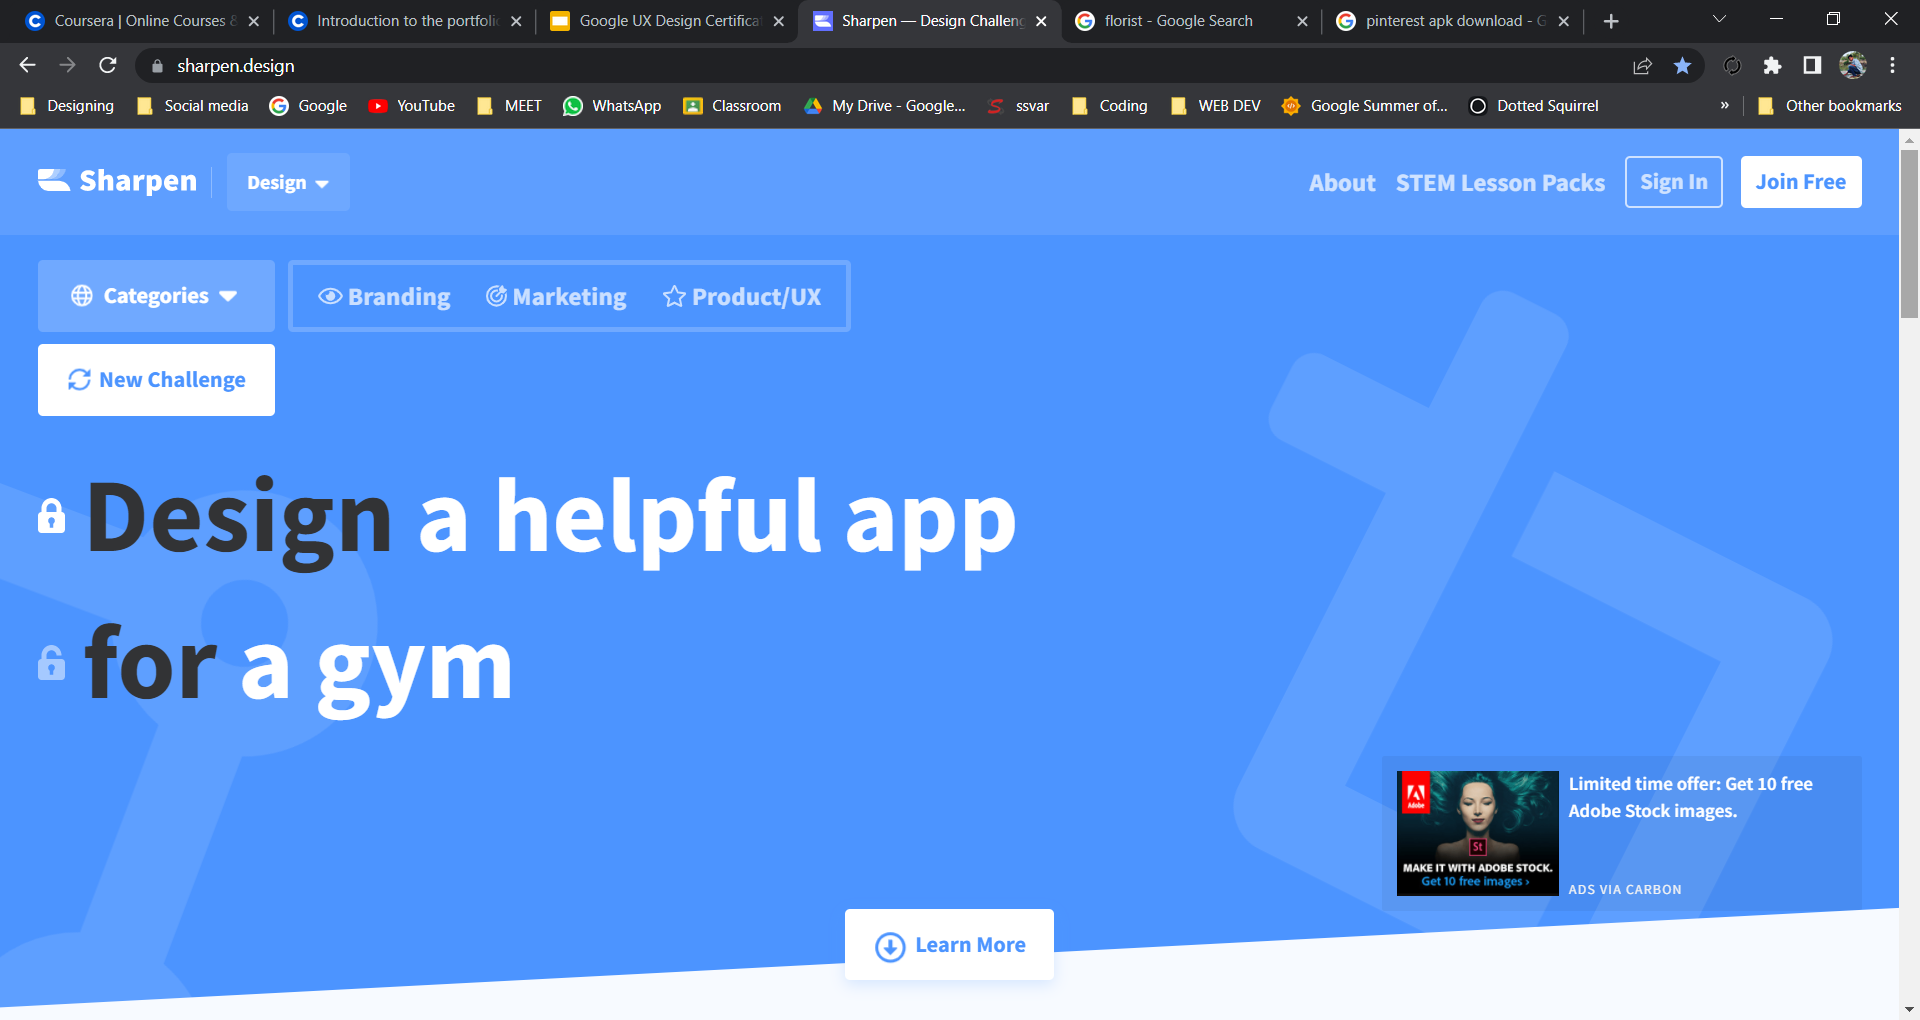 Coursera | Online Courses &
Introduction to the portfolio
Google UX Design Certificat
Sharpen — Design Challeng
florist - Google Search
pinterest apk download - G
sharpen.design
Designing
Social media
Google
YouTube
MEET
WhatsApp
Classroom
My Drive - Google...
ssvar
Coding
WEB DEV
Google Summer of...
Dotted Squirrel
»
Other bookmarks
Sharpen
Design
About
STEM Lesson Packs
Sign In
Join Free
Categories
Branding
Marketing
Product/UX
New Challenge
Design a helpful app
for a gym
Adobe
St
MAKE IT WITH ADOBE STOCK.
Get 10 free images ›
Limited time offer: Get 10 free
Adobe Stock images.
ADS VIA CARBON
Learn More